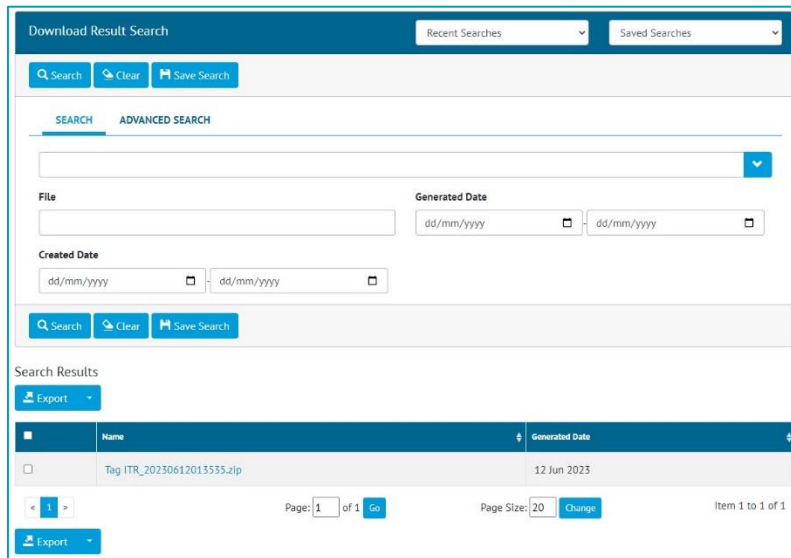 Download Result Search Recent Searches Saved Searches
Search Clear Save Search
SEARCH ADVANCED SEARCH
File Generated Date
dd/mm/yyyy - dd/mm/yyyy
Created Date
dd/mm/yyyy - dd/mm/yyyy
Search Clear Save Search
Search Results
Export
Name Generated Date
Tag ITR_20230612013535.zip 12 Jun 2023
« 1 » Page: 1 of 1 Go Page Size: 20 Change Item 1 to 1 of 1
Export